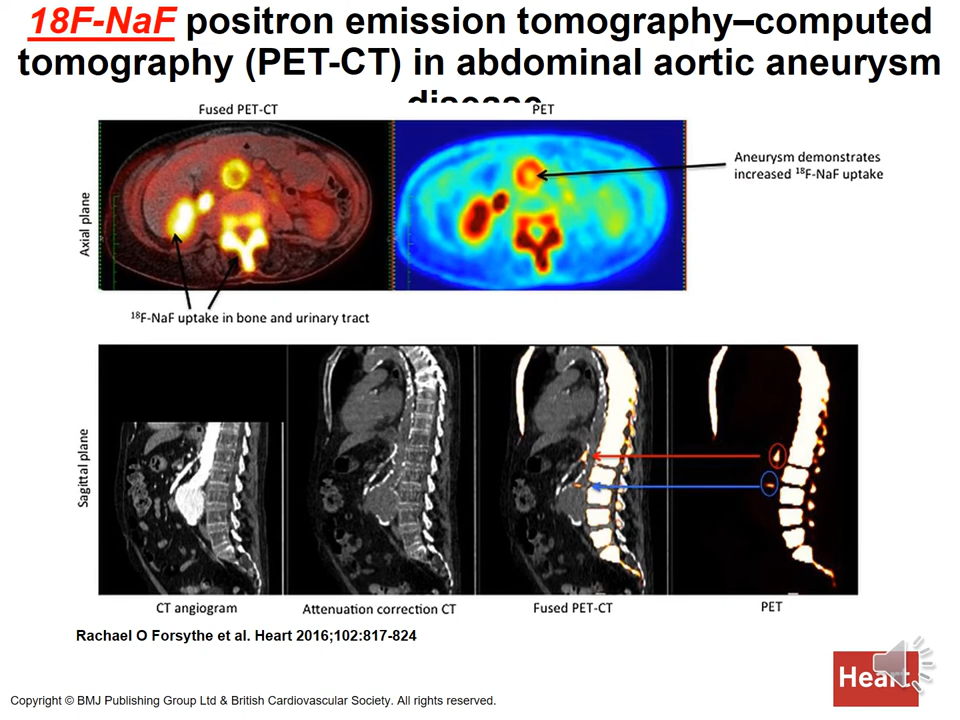 18F-NaF positron emission tomography–computed
tomography (PET-CT) in abdominal aortic aneurysm
disease
Fused PET-CT
PET
Axial plane
Aneurysm demonstrates
increased ¹⁸F-NaF uptake
¹⁸F-NaF uptake in bone and urinary tract
Sagittal plane
CT angiogram
Attenuation correction CT
Fused PET-CT
PET
Rachael O Forsythe et al. Heart 2016;102:817-824
Heart
Copyright © BMJ Publishing Group Ltd & British Cardiovascular Society. All rights reserved.